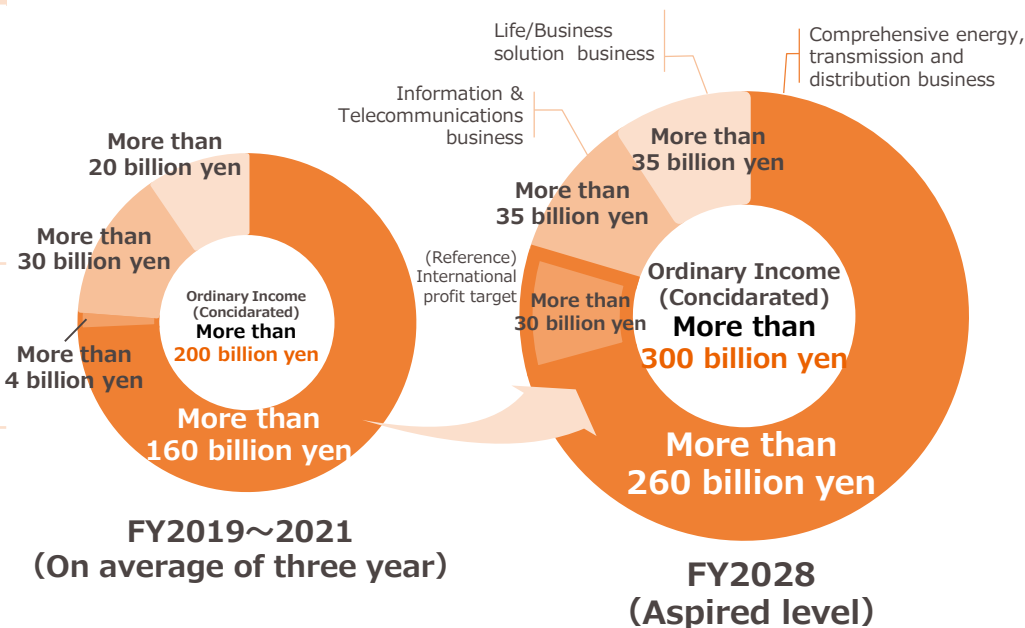 Life/Business
solution business
Comprehensive energy,
transmission and
distribution business
Information &
Telecommunications
business
More than
20 billion yen
More than
30 billion yen
More than
4 billion yen
Ordinary Income
(Concidarated)
More than
200 billion yen
More than
160 billion yen
FY2019～2021
（On average of three year）
More than
35 billion yen
More than
35 billion yen
(Reference)
International
profit target
More than
30 billion yen
Ordinary Income
(Concidarated)
More than
300 billion yen
More than
260 billion yen
FY2028
（Aspired level）